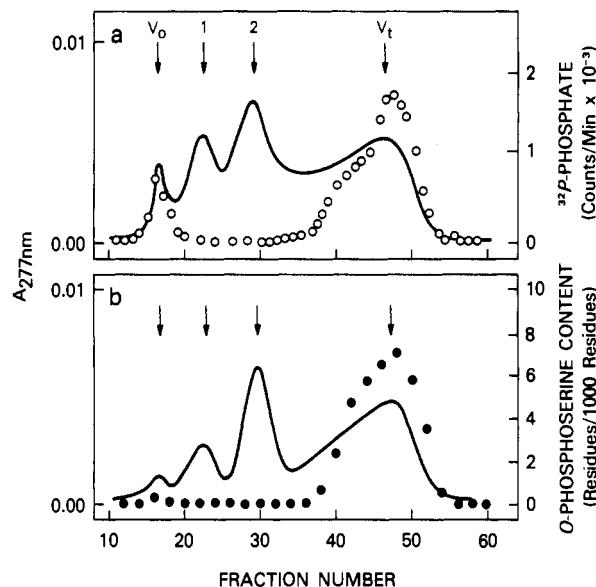 a
V₀ 1 2 Vₜ
0.01
0.00
2
1
0
³²P-PHOSPHATE
(Counts/Min x 10⁻³)
A277nm
b
0.01
0.00
10
8
6
4
2
0
O-PHOSPHOSERINE CONTENT
(Residues/1000 Residues)
10 20 30 40 50 60
FRACTION NUMBER